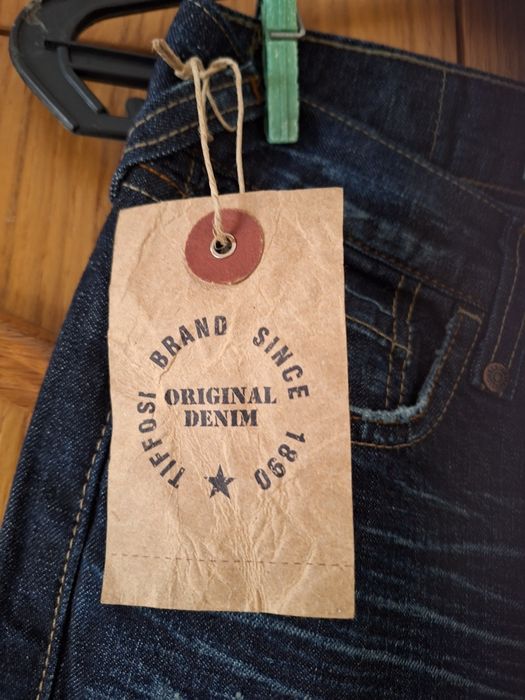 TIFFOSI BRAND SINCE 1890
ORIGINAL
DENIM